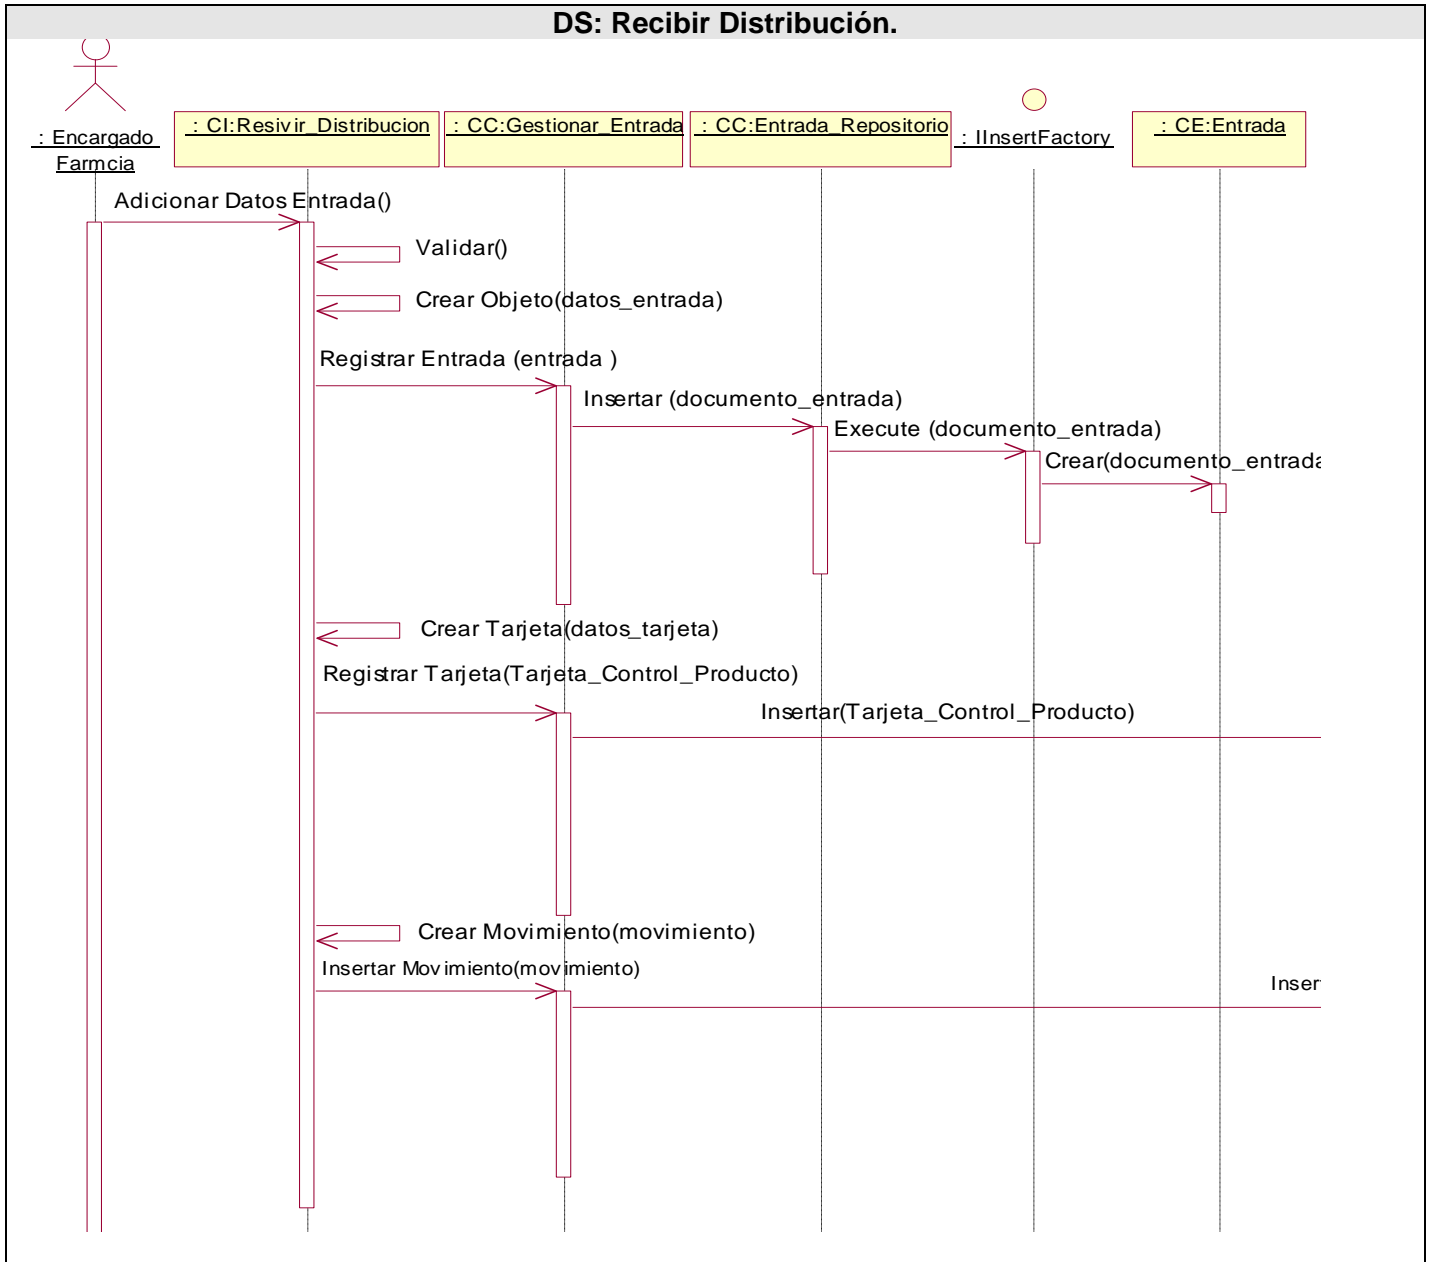 DS: Recibir Distribución.
: Encargado
Farmcia
: CI:Resivir_Distribucion
: CC:Gestionar_Entrada
: CC:Entrada_Repositorio
: IInsertFactory
: CE:Entrada
Adicionar Datos Entrada()
Validar()
Crear Objeto(datos_entrada)
Registrar Entrada (entrada )
Insertar (documento_entrada)
Execute (documento_entrada)
Crear(documento_entrada
Crear Tarjeta(datos_tarjeta)
Registrar Tarjeta(Tarjeta_Control_Producto)
Insertar(Tarjeta_Control_Producto)
Crear Movimiento(movimiento)
Insertar Movimiento(movimiento)
Inser